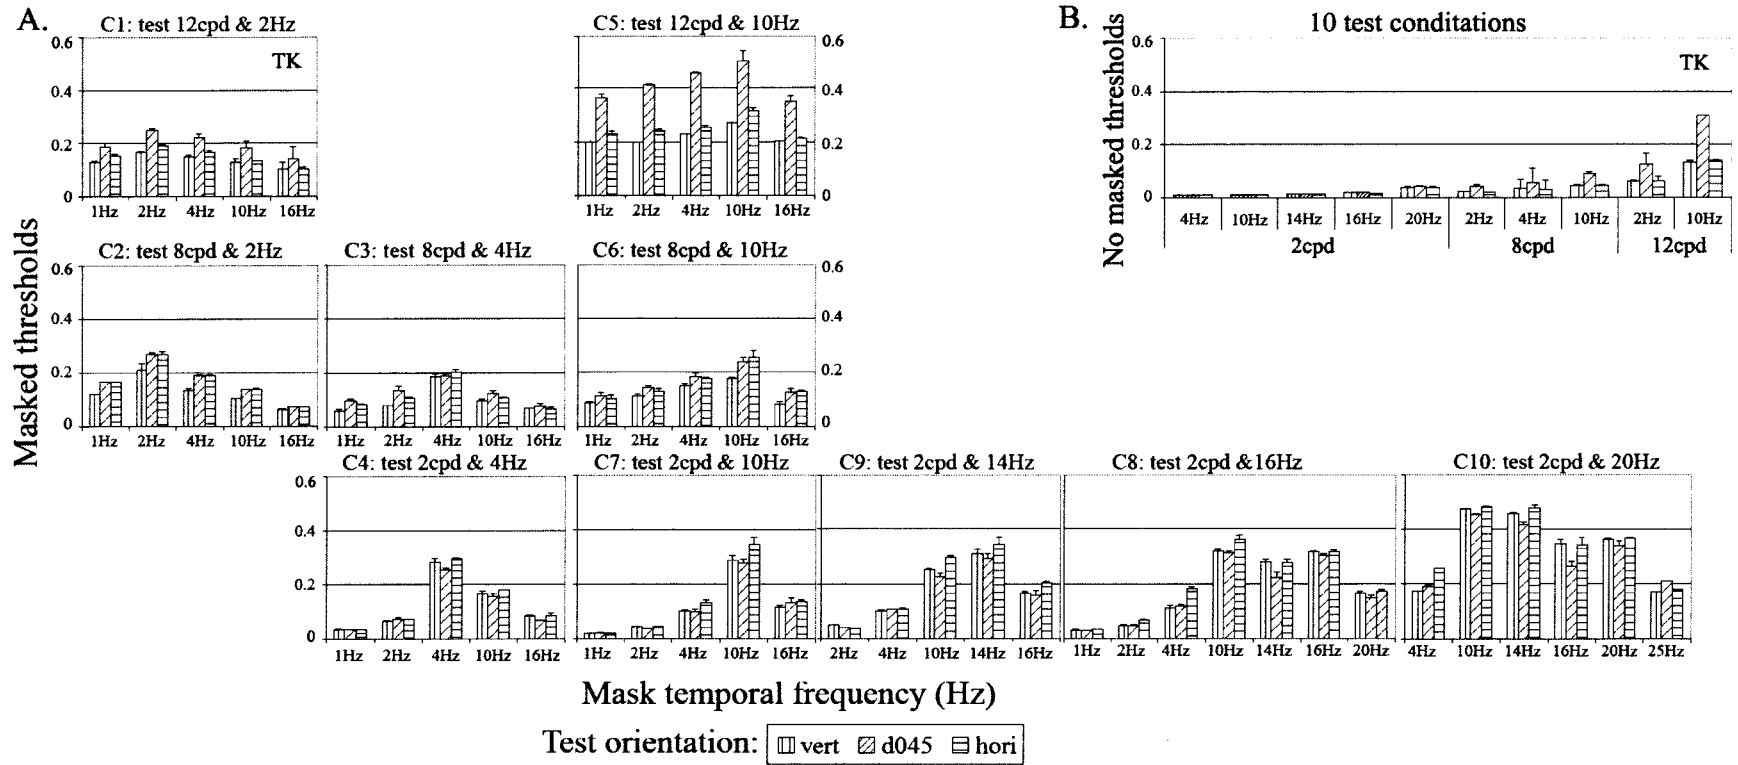 A.
C1: test 12cpd & 2Hz
C5: test 12cpd & 10Hz
B.
10 test conditations
0.6
0.4
0.2
0
TK
1Hz 2Hz 4Hz 10Hz 16Hz
0.6
0.4
0.2
0
1Hz 2Hz 4Hz 10Hz 16Hz
No masked thresholds
0.6
0.4
0.2
0
TK
4Hz 10Hz 14Hz 16Hz 20Hz 2Hz 4Hz 10Hz 2Hz 10Hz
2cpd 8cpd 12cpd
Masked thresholds
C2: test 8cpd & 2Hz
C3: test 8cpd & 4Hz
C6: test 8cpd & 10Hz
0.6
0.4
0.2
0
1Hz 2Hz 4Hz 10Hz 16Hz
1Hz 2Hz 4Hz 10Hz 16Hz
0.6
0.4
0.2
0
1Hz 2Hz 4Hz 10Hz 16Hz
C4: test 2cpd & 4Hz
C7: test 2cpd & 10Hz
C9: test 2cpd & 14Hz
C8: test 2cpd &16Hz
C10: test 2cpd & 20Hz
0.6
0.4
0.2
0
1Hz 2Hz 4Hz 10Hz 16Hz
1Hz 2Hz 4Hz 10Hz 16Hz
2Hz 4Hz 10Hz 14Hz 16Hz
1Hz 2Hz 4Hz 10Hz 14Hz 16Hz 20Hz
4Hz 10Hz 14Hz 16Hz 20Hz 25Hz
Mask temporal frequency (Hz)
Test orientation: vert d045 hori